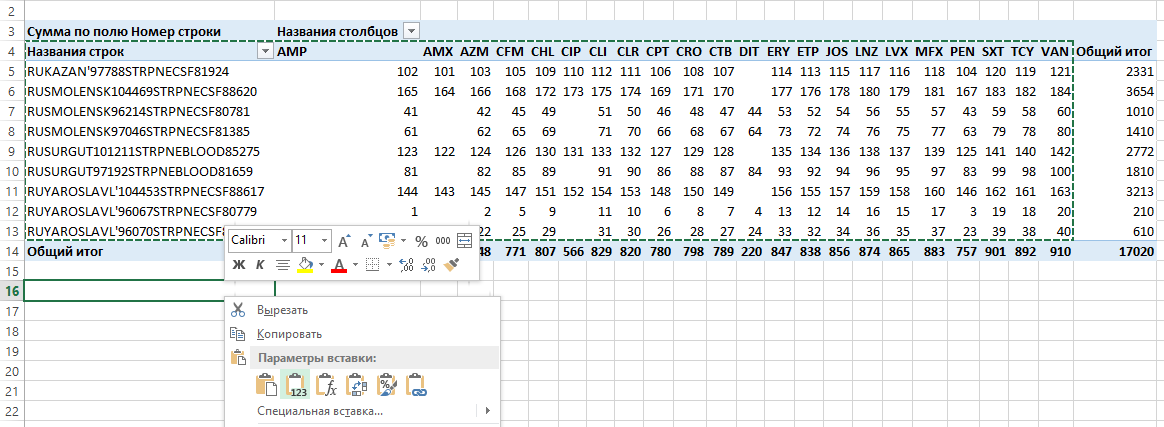 2
3 Сумма по полю Номер строки Названия столбцов
4 Названия строк AMP AMX AZM CFM CHL CIP CLI CLR CPT CRO CTB DIT ERY ETP JOS LNZ LVX MFX PEN SXT TCY VAN Общий итог
5 RUKAZAN'97788STRPNECSF81924 102 101 103 105 109 110 112 111 106 108 107 114 113 115 117 116 118 104 120 119 121 2331
6 RUSMOLENSK104469STRPNECSF88620 165 164 166 168 172 173 175 174 169 171 170 177 176 178 180 179 181 167 183 182 184 3654
7 RUSMOLENSK96214STRPNECSF80781 41 42 45 49 51 50 46 48 47 44 53 52 54 56 55 57 43 59 58 60 1010
8 RUSMOLENSK97046STRPNECSF81385 61 62 65 69 71 70 66 68 67 64 73 72 74 76 75 77 63 79 78 80 1410
9 RUSURGUT101211STRPNEBLOOD85275 123 122 124 126 130 131 133 132 127 129 128 135 134 136 138 137 139 125 141 140 142 2772
10 RUSURGUT97192STRPNEBLOOD81659 81 82 85 89 91 90 86 88 87 84 93 92 94 96 95 97 83 99 98 100 1810
11 RUYAROSLAVL'104453STRPNECSF88617 144 143 145 147 151 152 154 153 148 150 149 156 155 157 159 158 160 146 162 161 163 3213
12 RUYAROSLAVL'96067STRPNECSF80779 1 2 5 9 11 10 6 8 7 4 13 12 14 16 15 17 3 19 18 20 210
13 RUYAROSLAVL'96070STRPNECSF8 22 25 29 31 30 26 28 27 24 33 32 34 36 35 37 23 39 38 40 610
14 Общий итог 48 771 807 566 829 820 780 798 789 220 847 838 856 874 865 883 757 901 892 910 17020
Calibri 11 A A % 000
15
Ж К A ,00 ,0
16
17 Вырезать
18 Копировать
19 Параметры вставки:
20
123 fx %
21 Специальная вставка...
22